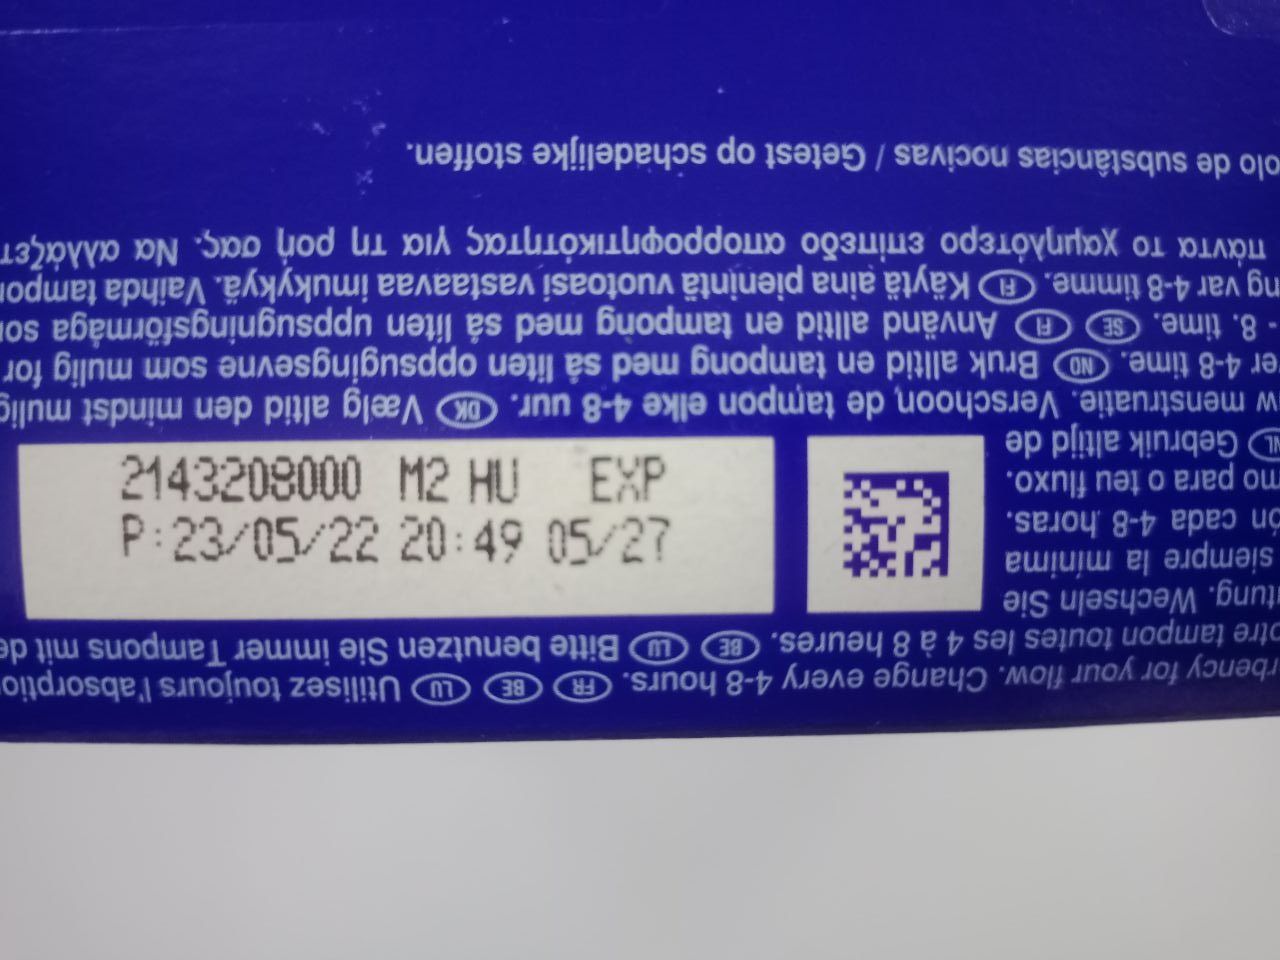 rbency for your flow. Change every 4-8 hours. FR BE LU Utilisez toujours l'absorptio
otre tampon toutes les 4 à 8 heures. BE LU Bitte benutzen Sie immer Tampons mit de
tung. Wechseln Sie
siempre la mínima
ón cada 4-8 horas.
mo para o teu fluxo.
NL Gebruik altijd de
2143208000 M2 HU EXP
P:23/05/22 20:49 05/27
w menstruatie. Verschoon de tampon elke 4-8 uur. DK Vælg altid den mindst mulig
er 4-8 time. NO Bruk alltid en tampong med så liten oppsugingsevne som mulig for
- 8. time. SE FI Använd alltid en tampong med så liten uppsugningsförmåga so
ng var 4-8 timme. FI Käytä aina pienintä vuotoasi vastaavaa imukykyä. Vaihda tampo
πάντα το χαμηλότερο επίπεδο απορροφητικότητας για τη ροή σας. Να αλλάζετ
olo de substâncias nocivas / Getest op schadelijke stoffen.